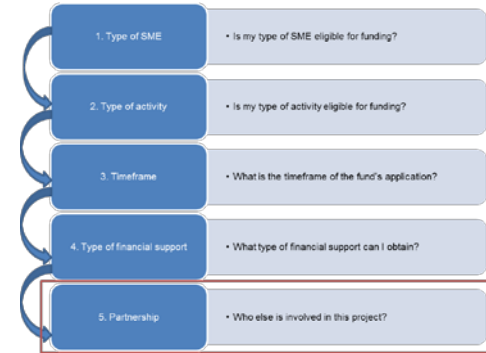 1. Type of SME
• Is my type of SME eligible for funding?
2. Type of activity
• Is my type of activity eligible for funding?
3. Timeframe
• What is the timeframe of the fund's application?
4. Type of financial support
• What type of financial support can I obtain?
5. Partnership
• Who else is involved in this project?